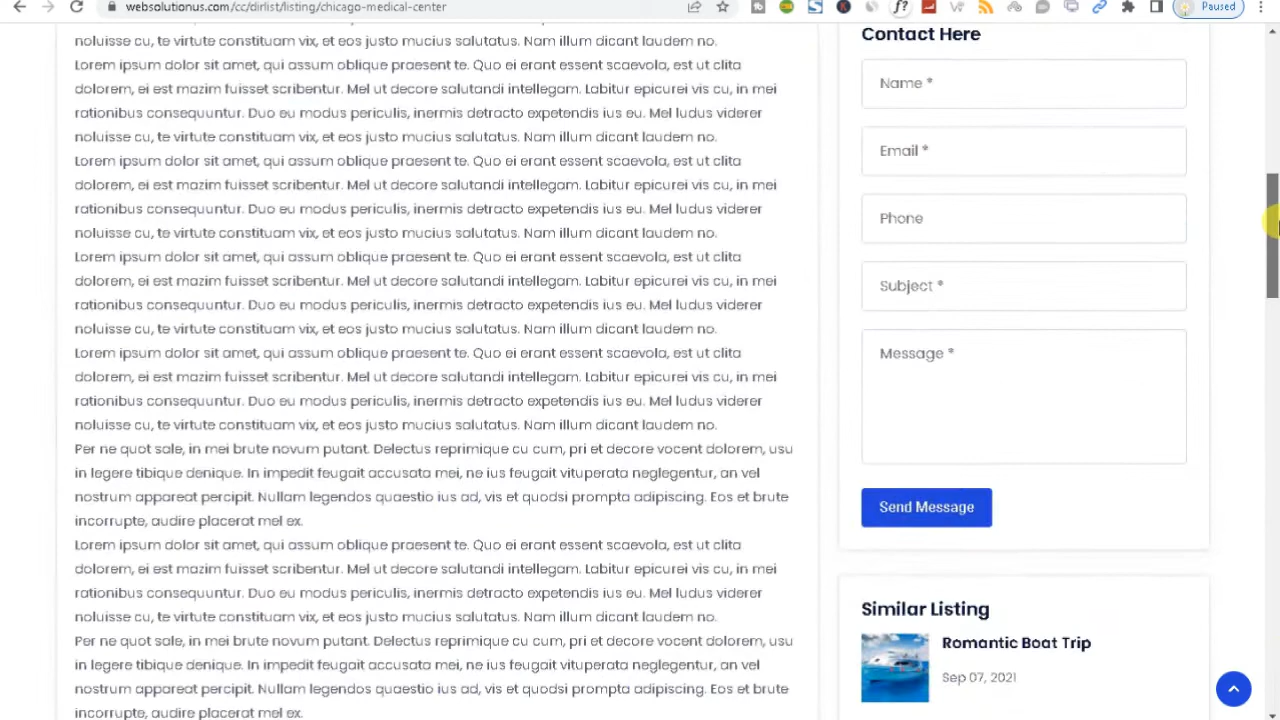 websolutionus.com/cc/dirlist/listing/chicago-medical-center
Paused
noluisse cu, te virtute constituam vix, et eos justo mucius salutatus. Nam illum dicant laudem no.
Lorem ipsum dolor sit amet, qui assum oblique praesent te. Quo ei erant essent scaevola, est ut clita
dolorem, ei est mazim fuisset scribentur. Mel ut decore salutandi intellegam. Labitur epicurei vis cu, in mei
rationibus consequuntur. Duo eu modus periculis, inermis detracto expetendis ius eu. Mel ludus viderer
noluisse cu, te virtute constituam vix, et eos justo mucius salutatus. Nam illum dicant laudem no.
Lorem ipsum dolor sit amet, qui assum oblique praesent te. Quo ei erant essent scaevola, est ut clita
dolorem, ei est mazim fuisset scribentur. Mel ut decore salutandi intellegam. Labitur epicurei vis cu, in mei
rationibus consequuntur. Duo eu modus periculis, inermis detracto expetendis ius eu. Mel ludus viderer
noluisse cu, te virtute constituam vix, et eos justo mucius salutatus. Nam illum dicant laudem no.
Lorem ipsum dolor sit amet, qui assum oblique praesent te. Quo ei erant essent scaevola, est ut clita
dolorem, ei est mazim fuisset scribentur. Mel ut decore salutandi intellegam. Labitur epicurei vis cu, in mei
rationibus consequuntur. Duo eu modus periculis, inermis detracto expetendis ius eu. Mel ludus viderer
noluisse cu, te virtute constituam vix, et eos justo mucius salutatus. Nam illum dicant laudem no.
Lorem ipsum dolor sit amet, qui assum oblique praesent te. Quo ei erant essent scaevola, est ut clita
dolorem, ei est mazim fuisset scribentur. Mel ut decore salutandi intellegam. Labitur epicurei vis cu, in mei
rationibus consequuntur. Duo eu modus periculis, inermis detracto expetendis ius eu. Mel ludus viderer
noluisse cu, te virtute constituam vix, et eos justo mucius salutatus. Nam illum dicant laudem no.
Per ne quot sale, in mei brute novum putant. Delectus reprimique cu cum, pri et decore vocent dolorem, usu
in legere tibique denique. In impedit feugait accusata mei, ne ius feugait vituperata neglegentur, an vel
nostrum appareat percipit. Nullam legendos quaestio ius ad, vis et quodsi prompta adipiscing. Eos et brute
incorrupte, audire placerat mel ex.
Lorem ipsum dolor sit amet, qui assum oblique praesent te. Quo ei erant essent scaevola, est ut clita
dolorem, ei est mazim fuisset scribentur. Mel ut decore salutandi intellegam. Labitur epicurei vis cu, in mei
rationibus consequuntur. Duo eu modus periculis, inermis detracto expetendis ius eu. Mel ludus viderer
noluisse cu, te virtute constituam vix, et eos justo mucius salutatus. Nam illum dicant laudem no.
Per ne quot sale, in mei brute novum putant. Delectus reprimique cu cum, pri et decore vocent dolorem, usu
in legere tibique denique. In impedit feugait accusata mei, ne ius feugait vituperata neglegentur, an vel
nostrum appareat percipit. Nullam legendos quaestio ius ad, vis et quodsi prompta adipiscing. Eos et brute
incorrupte, audire placerat mel ex.
Contact Here
Name *
Email *
Phone
Subject *
Message *
Send Message
Similar Listing
Romantic Boat Trip
Sep 07, 2021